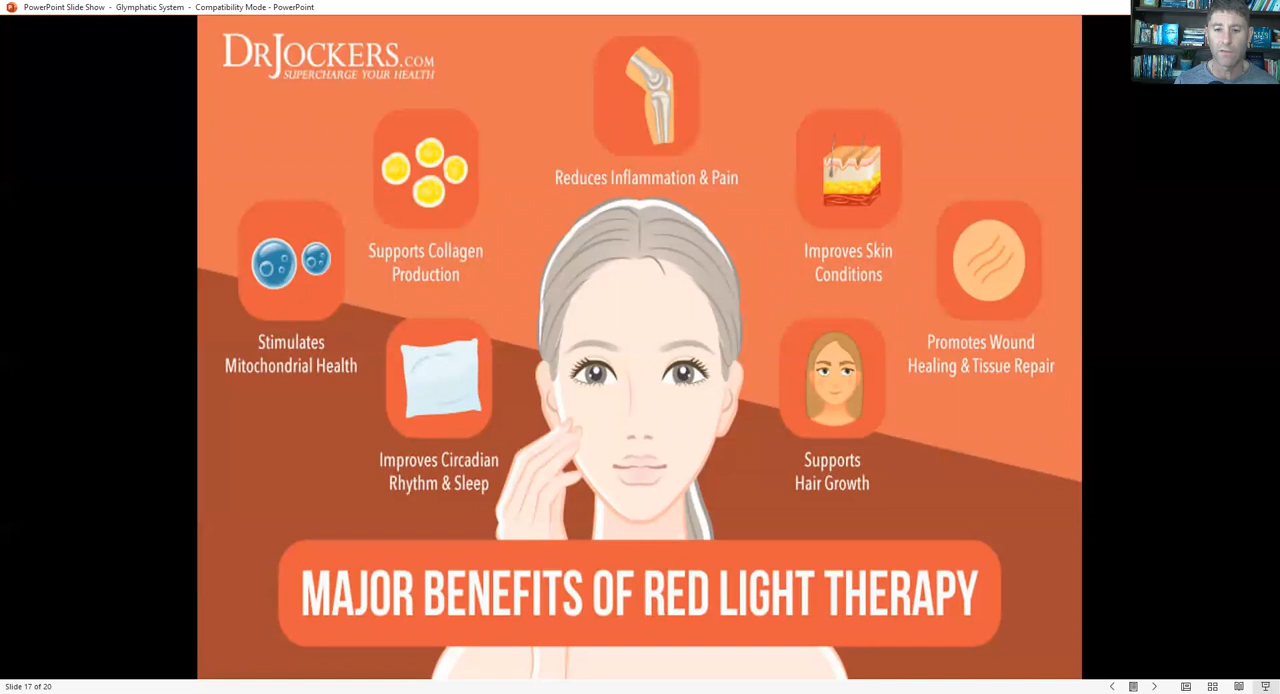 PowerPoint Slide Show - Glymphatic System - Compatibility Mode - PowerPoint
DRJOCKERS.COM
SUPERCHARGE YOUR HEALTH
Reduces Inflammation & Pain
Supports Collagen
Production
Improves Skin
Conditions
Stimulates
Mitochondrial Health
Promotes Wound
Healing & Tissue Repair
Improves Circadian
Rhythm & Sleep
Supports
Hair Growth
MAJOR BENEFITS OF RED LIGHT THERAPY
Slide 17 of 20